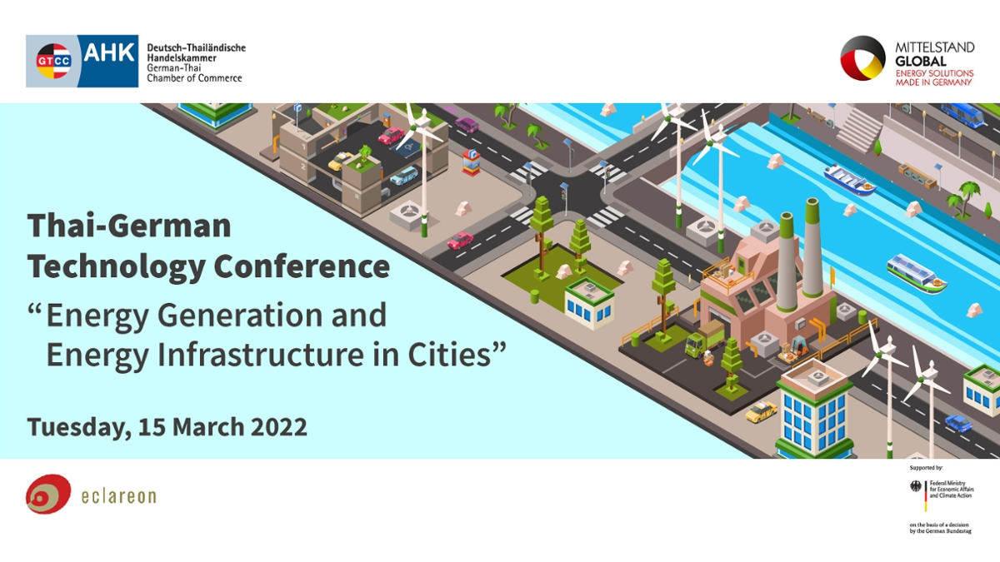 GTCC
AHK
Deutsch-Thailändische
Handelskammer
German-Thai
Chamber of Commerce
MITTELSTAND
GLOBAL
ENERGY SOLUTIONS
MADE IN GERMANY
Thai-German
Technology Conference
“Energy Generation and
Energy Infrastructure in Cities”
Tuesday, 15 March 2022
eclareon
Supported by:
Federal Ministry
for Economic Affairs
and Climate Action
on the basis of a decision
by the German Bundestag